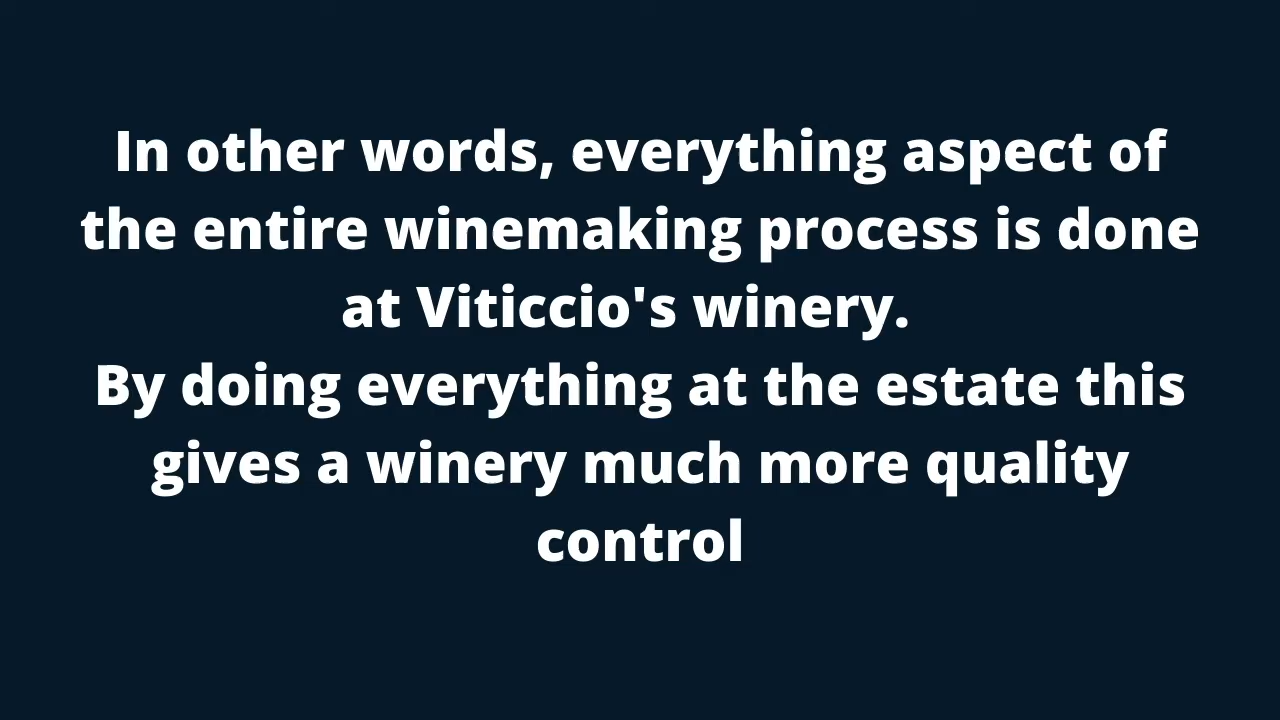 In other words, everything aspect of
the entire winemaking process is done
at Viticcio's winery.
By doing everything at the estate this
gives a winery much more quality
control